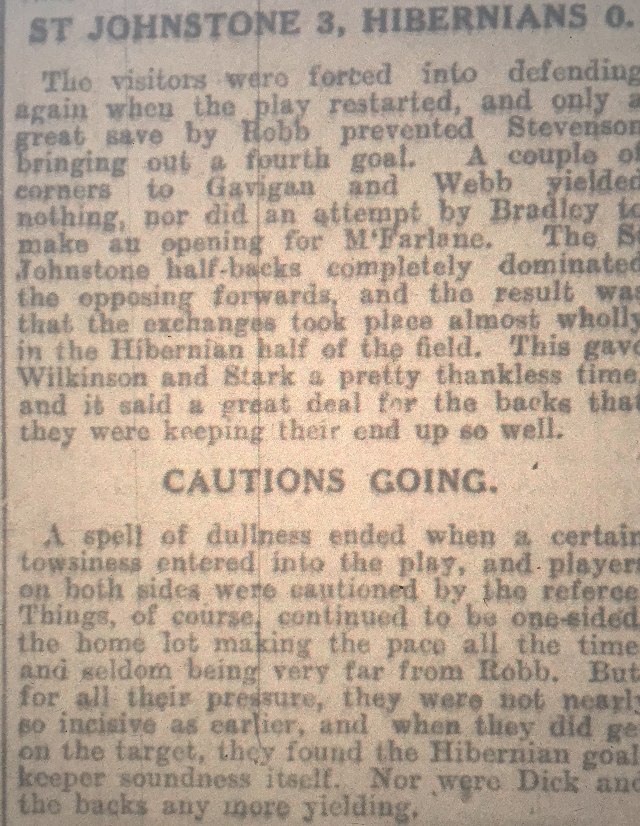 ST JOHNSTONE 3, HIBERNIANS 0.
The visitors were forced into defending
again when the play restarted, and only a
great save by Robb prevented Stevenson
bringing out a fourth goal. A couple of
corners to Gavigan and Webb yielded
nothing, nor did an attempt by Bradley to
make an opening for M'Farlane. The St
Johnstone half-backs completely dominated
the opposing forwards, and the result was
that the exchanges took place almost wholly
in the Hibernian half of the field. This gave
Wilkinson and Stark a pretty thankless time,
and it said a great deal for the backs that
they were keeping their end up so well.
CAUTIONS GOING.
A spell of dullness ended when a certain
towsiness entered into the play, and player
on both sides were cautioned by the referee
Things, of course, continued to be one-sided
the home lot making the pace all the time
and seldom being very far from Robb. But
for all their pressure, they were not nearly
so incisive as earlier, and when they did ge
on the target, they found the Hibernian goal
keeper soundness itself. Nor were Dick and
the backs any more yielding.